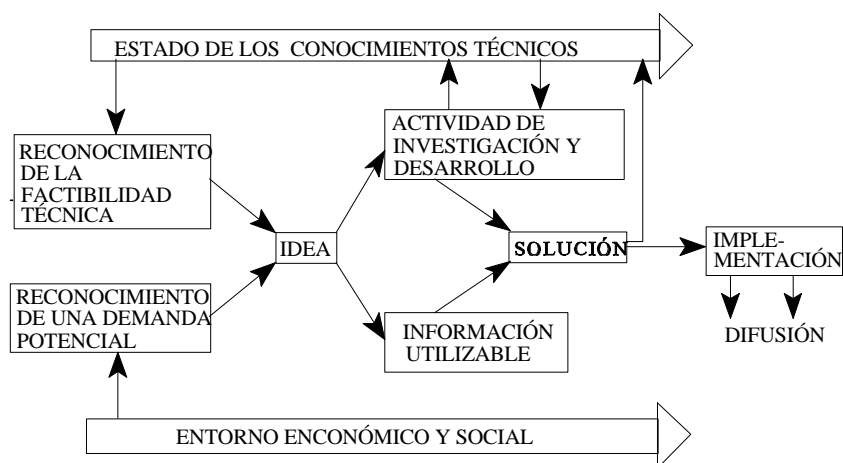 ESTADO DE LOS CONOCIMIENTOS TÉCNICOS
RECONOCIMIENTO
DE LA
FACTIBILIDAD
TÉCNICA
ACTIVIDAD DE
INVESTIGACIÓN Y
DESARROLLO
IDEA
SOLUCIÓN
IMPLE-
MENTACIÓN
RECONOCIMIENTO
DE UNA DEMANDA
POTENCIAL
INFORMACIÓN
UTILIZABLE
DIFUSIÓN
ENTORNO ENCONÓMICO Y SOCIAL